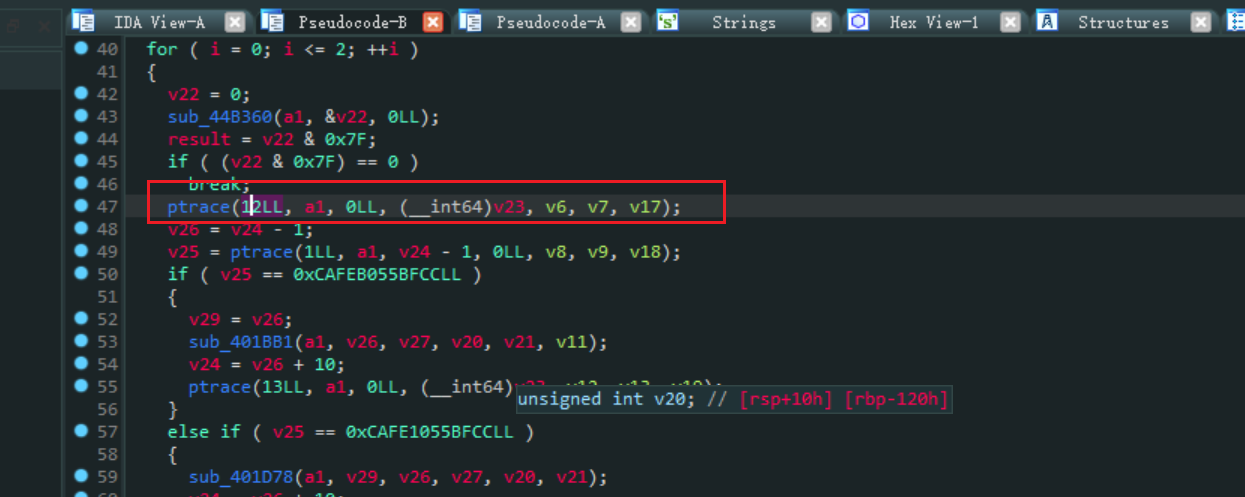 IDA View-A Pseudocode-B Pseudocode-A 's' Strings Hex View-1 A Structures
40 for ( i = 0; i <= 2; ++i )
41 {
42 v22 = 0;
43 sub_44B360(a1, &v22, 0LL);
44 result = v22 & 0x7F;
45 if ( (v22 & 0x7F) == 0 )
46 break;
47 ptrace(12LL, a1, 0LL, (__int64)v23, v6, v7, v17);
48 v26 = v24 - 1;
49 v25 = ptrace(1LL, a1, v24 - 1, 0LL, v8, v9, v18);
50 if ( v25 == 0xCAFEB055BFCCLL )
51 {
52 v29 = v26;
53 sub_401BB1(a1, v26, v27, v20, v21, v11);
54 v24 = v26 + 10;
55 ptrace(13LL, a1, 0LL, (__int64)
unsigned int v20; // [rsp+10h] [rbp-120h]
56 }
57 else if ( v25 == 0xCAFE1055BFCCLL )
58 {
59 sub_401D78(a1, v29, v26, v27, v20, v21);